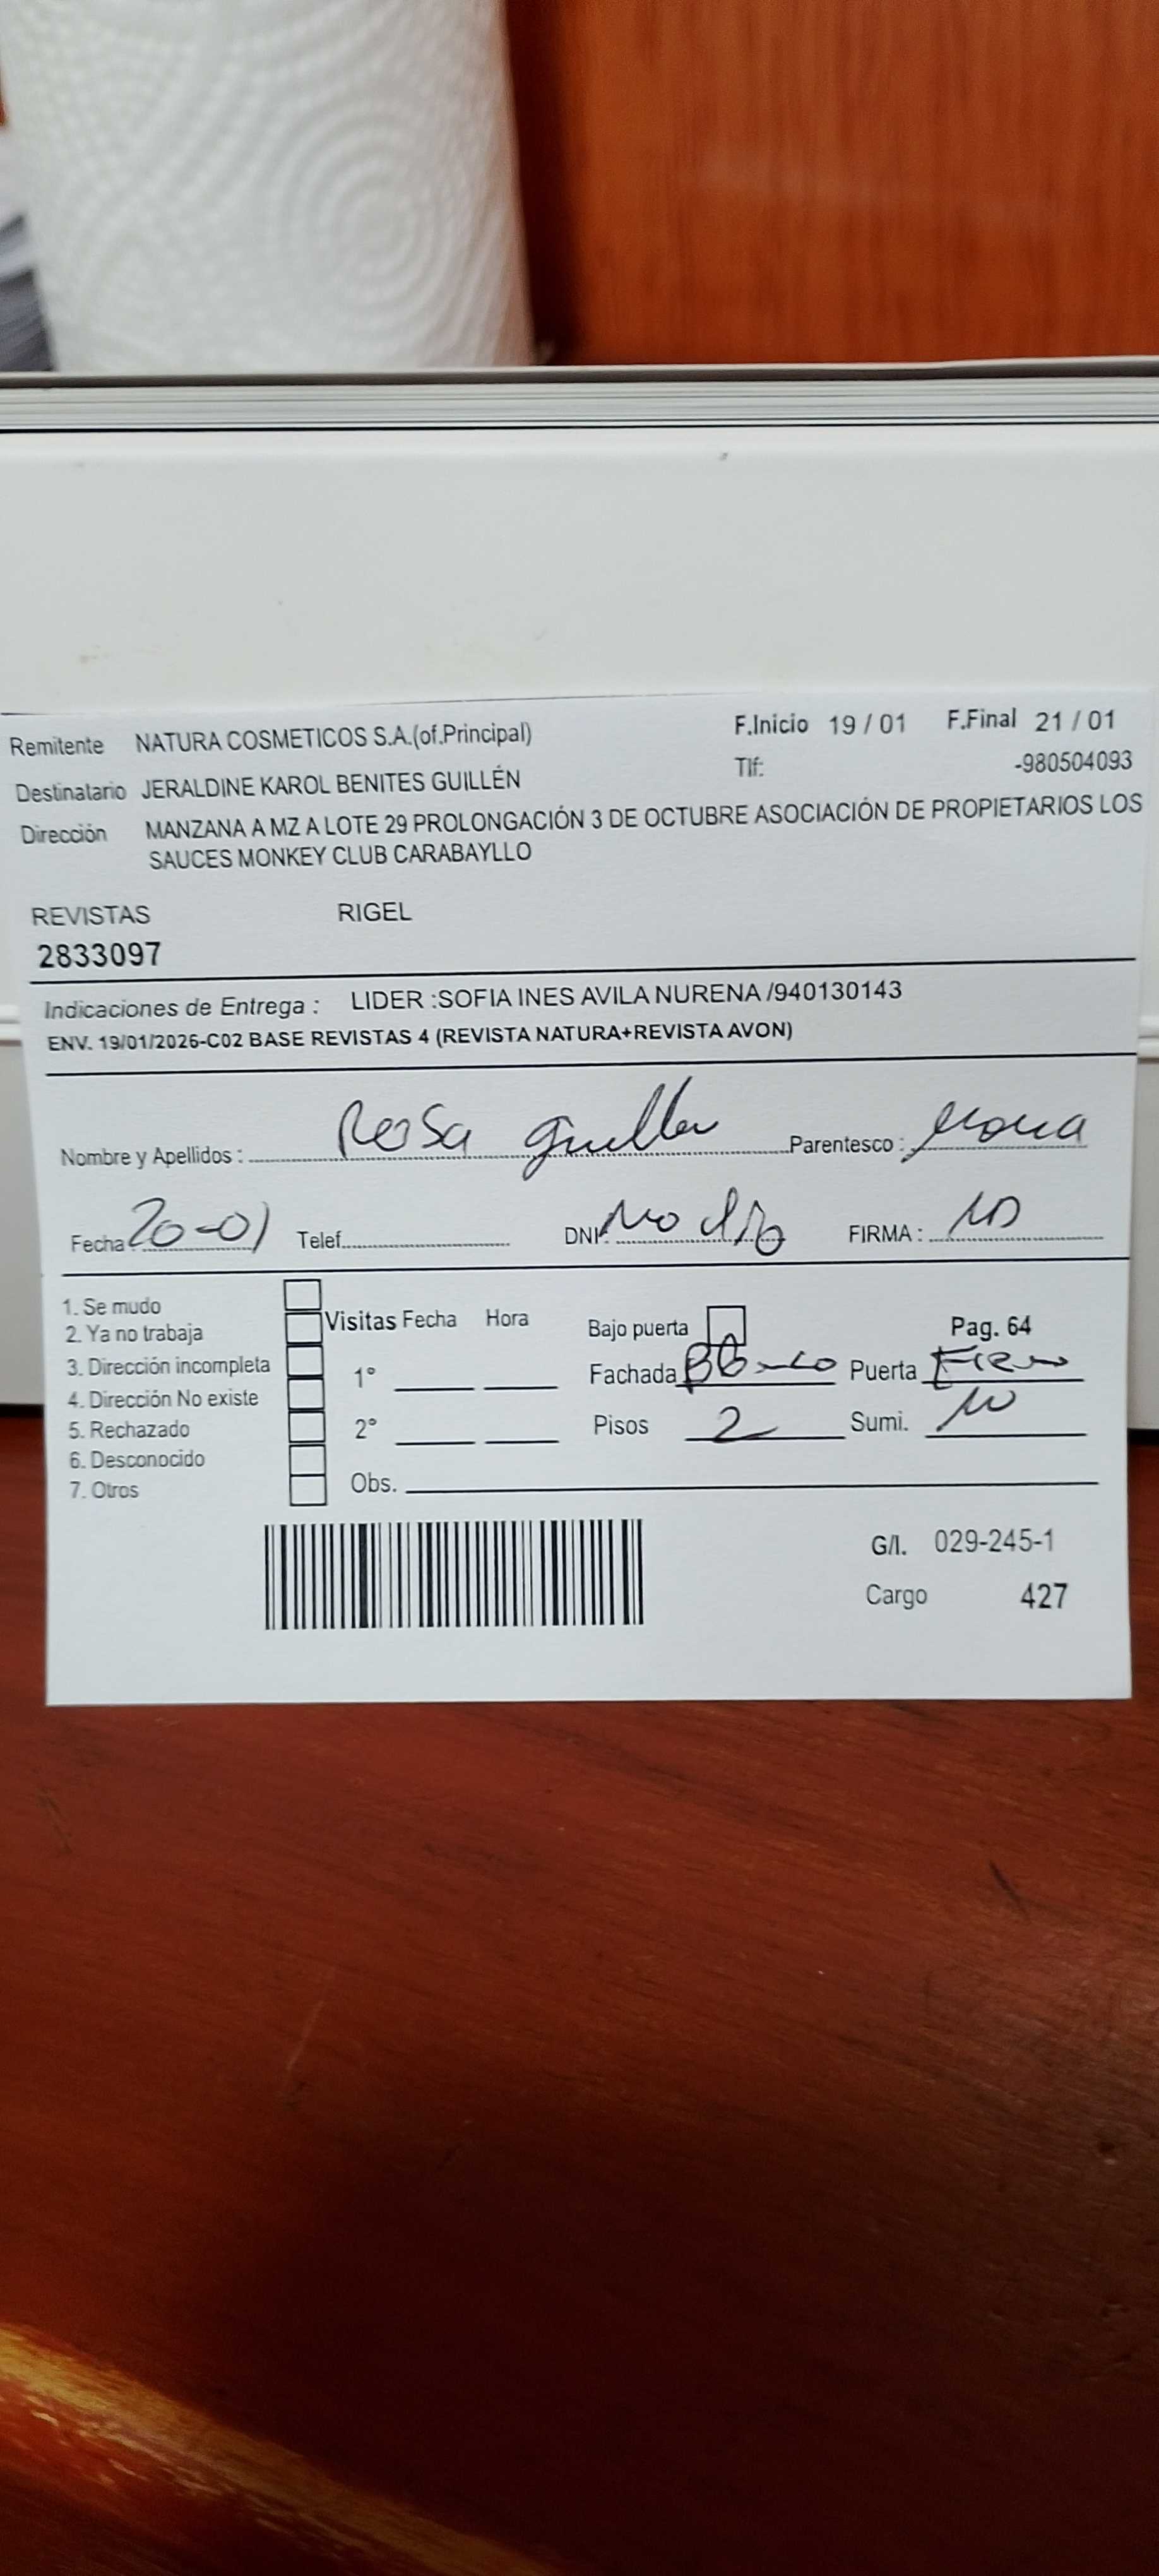 Remitente NATURA COSMETICOS S.A.(of.Principal) F.Inicio 19 / 01 F.Final 21 / 01
Destinatario JERALDINE KAROL BENITES GUILLÉN Tlf: -980504093
Dirección MANZANA A MZ A LOTE 29 PROLONGACIÓN 3 DE OCTUBRE ASOCIACIÓN DE PROPIETARIOS LOS
SAUCES MONKEY CLUB CARABAYLLO
REVISTAS RIGEL
2833097
Indicaciones de Entrega : LIDER :SOFIA INES AVILA NURENA /940130143
ENV. 19/01/2026-C02 BASE REVISTAS 4 (REVISTA NATURA+REVISTA AVON)
Nombre y Apellidos : Rosa Guillen Parentesco :
Fecha 20-01 Telef. DNI: No dio FIRMA :
1. Se mudo
2. Ya no trabaja Visitas Fecha Hora Bajo puerta Pag. 64
3. Dirección incompleta 1° Fachada Blanco Puerta Fierro
4. Dirección No existe
5. Rechazado 2° Pisos 2 Sumi.
6. Desconocido
7. Otros Obs.
G/I. 029-245-1
Cargo 427